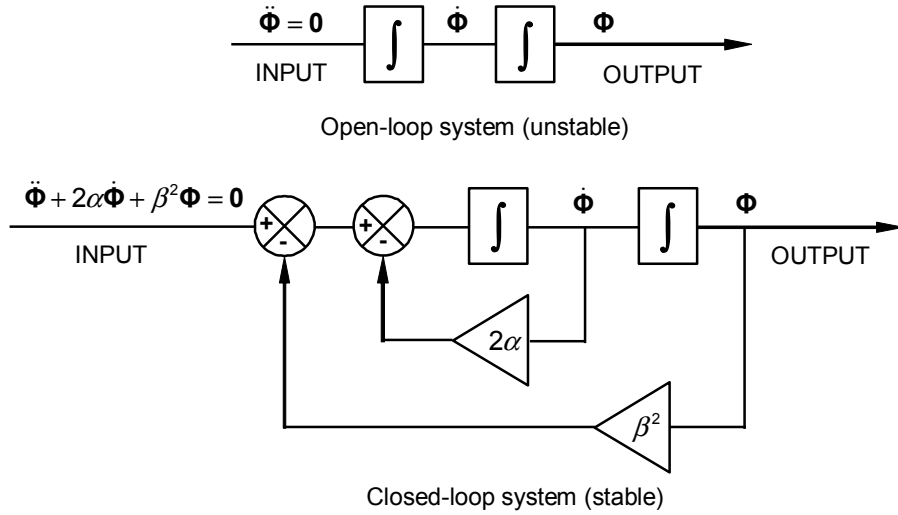 Φ̈ = 0 ∫ Φ̇ ∫ Φ
INPUT OUTPUT
Open-loop system (unstable)
Φ̈ + 2αΦ̇ + β²Φ = 0 + - + - ∫ Φ̇ ∫ Φ
INPUT OUTPUT
2α
β²
Closed-loop system (stable)